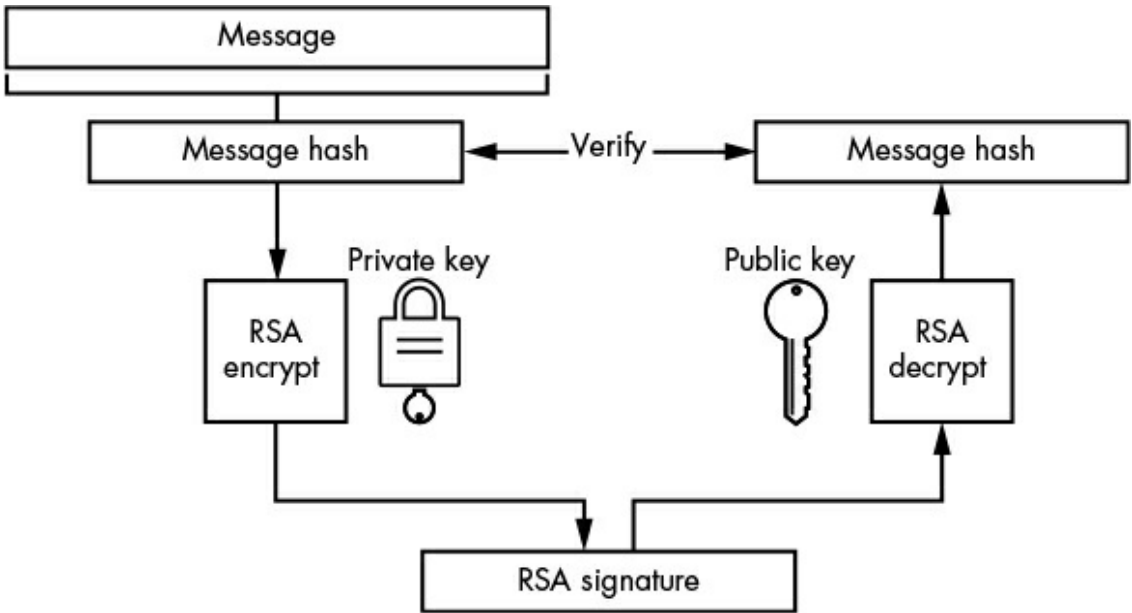 Message
Message hash
Verify
Message hash
Private key
Public key
RSA
encrypt
RSA
decrypt
RSA signature